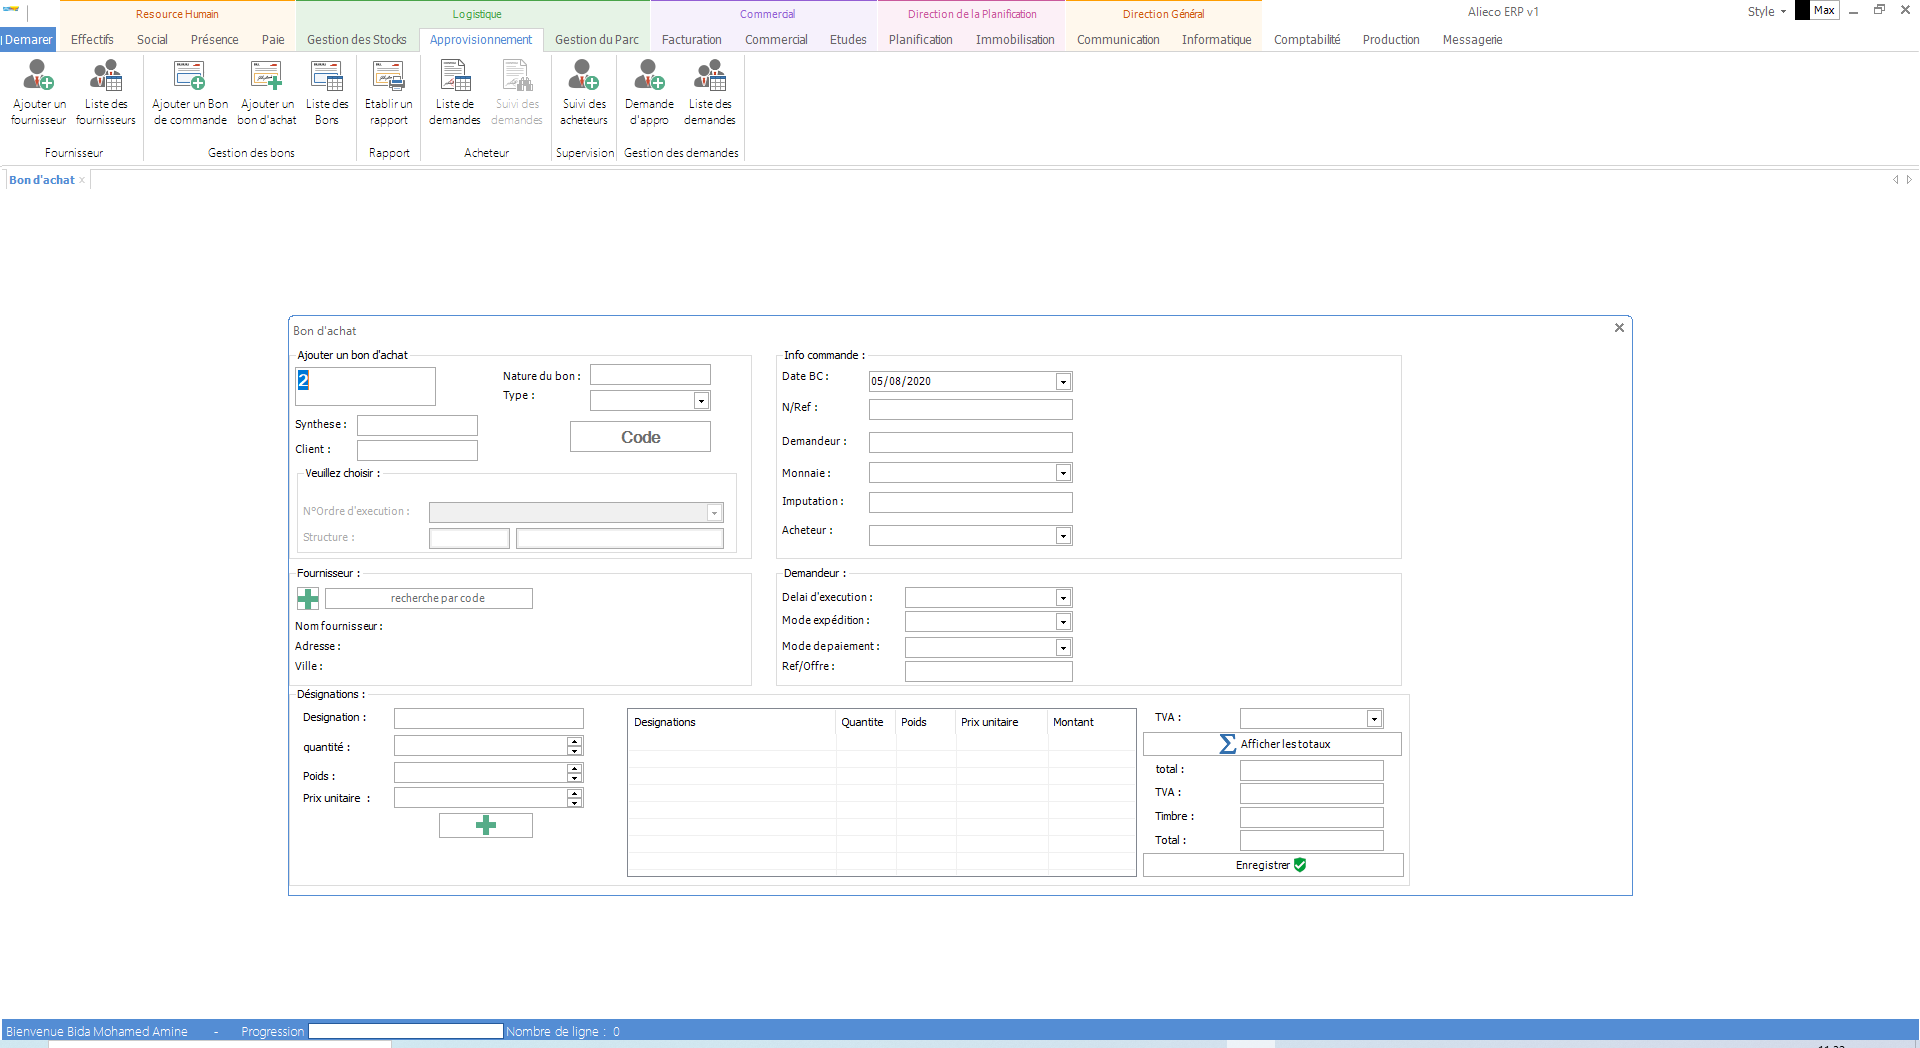 Resource Humain
Logistique
Commercial
Direction de la Planification
Direction Général
Alieco ERP v1
Style
Max
Demarer
Effectifs
Social
Présence
Paie
Gestion des Stocks
Approvisionnement
Gestion du Parc
Facturation
Commercial
Etudes
Planification
Immobilisation
Communication
Informatique
Comptabilité
Production
Messagerie
Ajouter un
fournisseur
Liste des
fournisseurs
Ajouter un Bon
de commande
Ajouter un
bon d'achat
Liste des
Bons
Etablir un
rapport
Liste de
demandes
Suivi des
demandes
Suivi des
acheteurs
Demande
d'appro
Liste des
demandes
Fournisseur
Gestion des bons
Rapport
Acheteur
Supervision
Gestion des demandes
Bon d'achat
Bon d'achat
Ajouter un bon d'achat
2
Nature du bon :
Type :
Synthese :
Client :
Code
Veuillez choisir :
N°Ordre d'execution :
Structure :
Info commande :
Date BC :
05/08/2020
N/Ref :
Demandeur :
Monnaie :
Imputation :
Acheteur :
Fournisseur :
recherche par code
Nom fournisseur :
Adresse :
Ville :
Demandeur :
Delai d'execution :
Mode expédition :
Mode de paiement :
Ref/Offre :
Désignations :
Designation :
quantité :
Poids :
Prix unitaire :
Designations
Quantite
Poids
Prix unitaire
Montant
TVA :
Afficher les totaux
total :
TVA :
Timbre :
Total :
Enregistrer
Bienvenue Bida Mohamed Amine - Progression
Nombre de ligne : 0